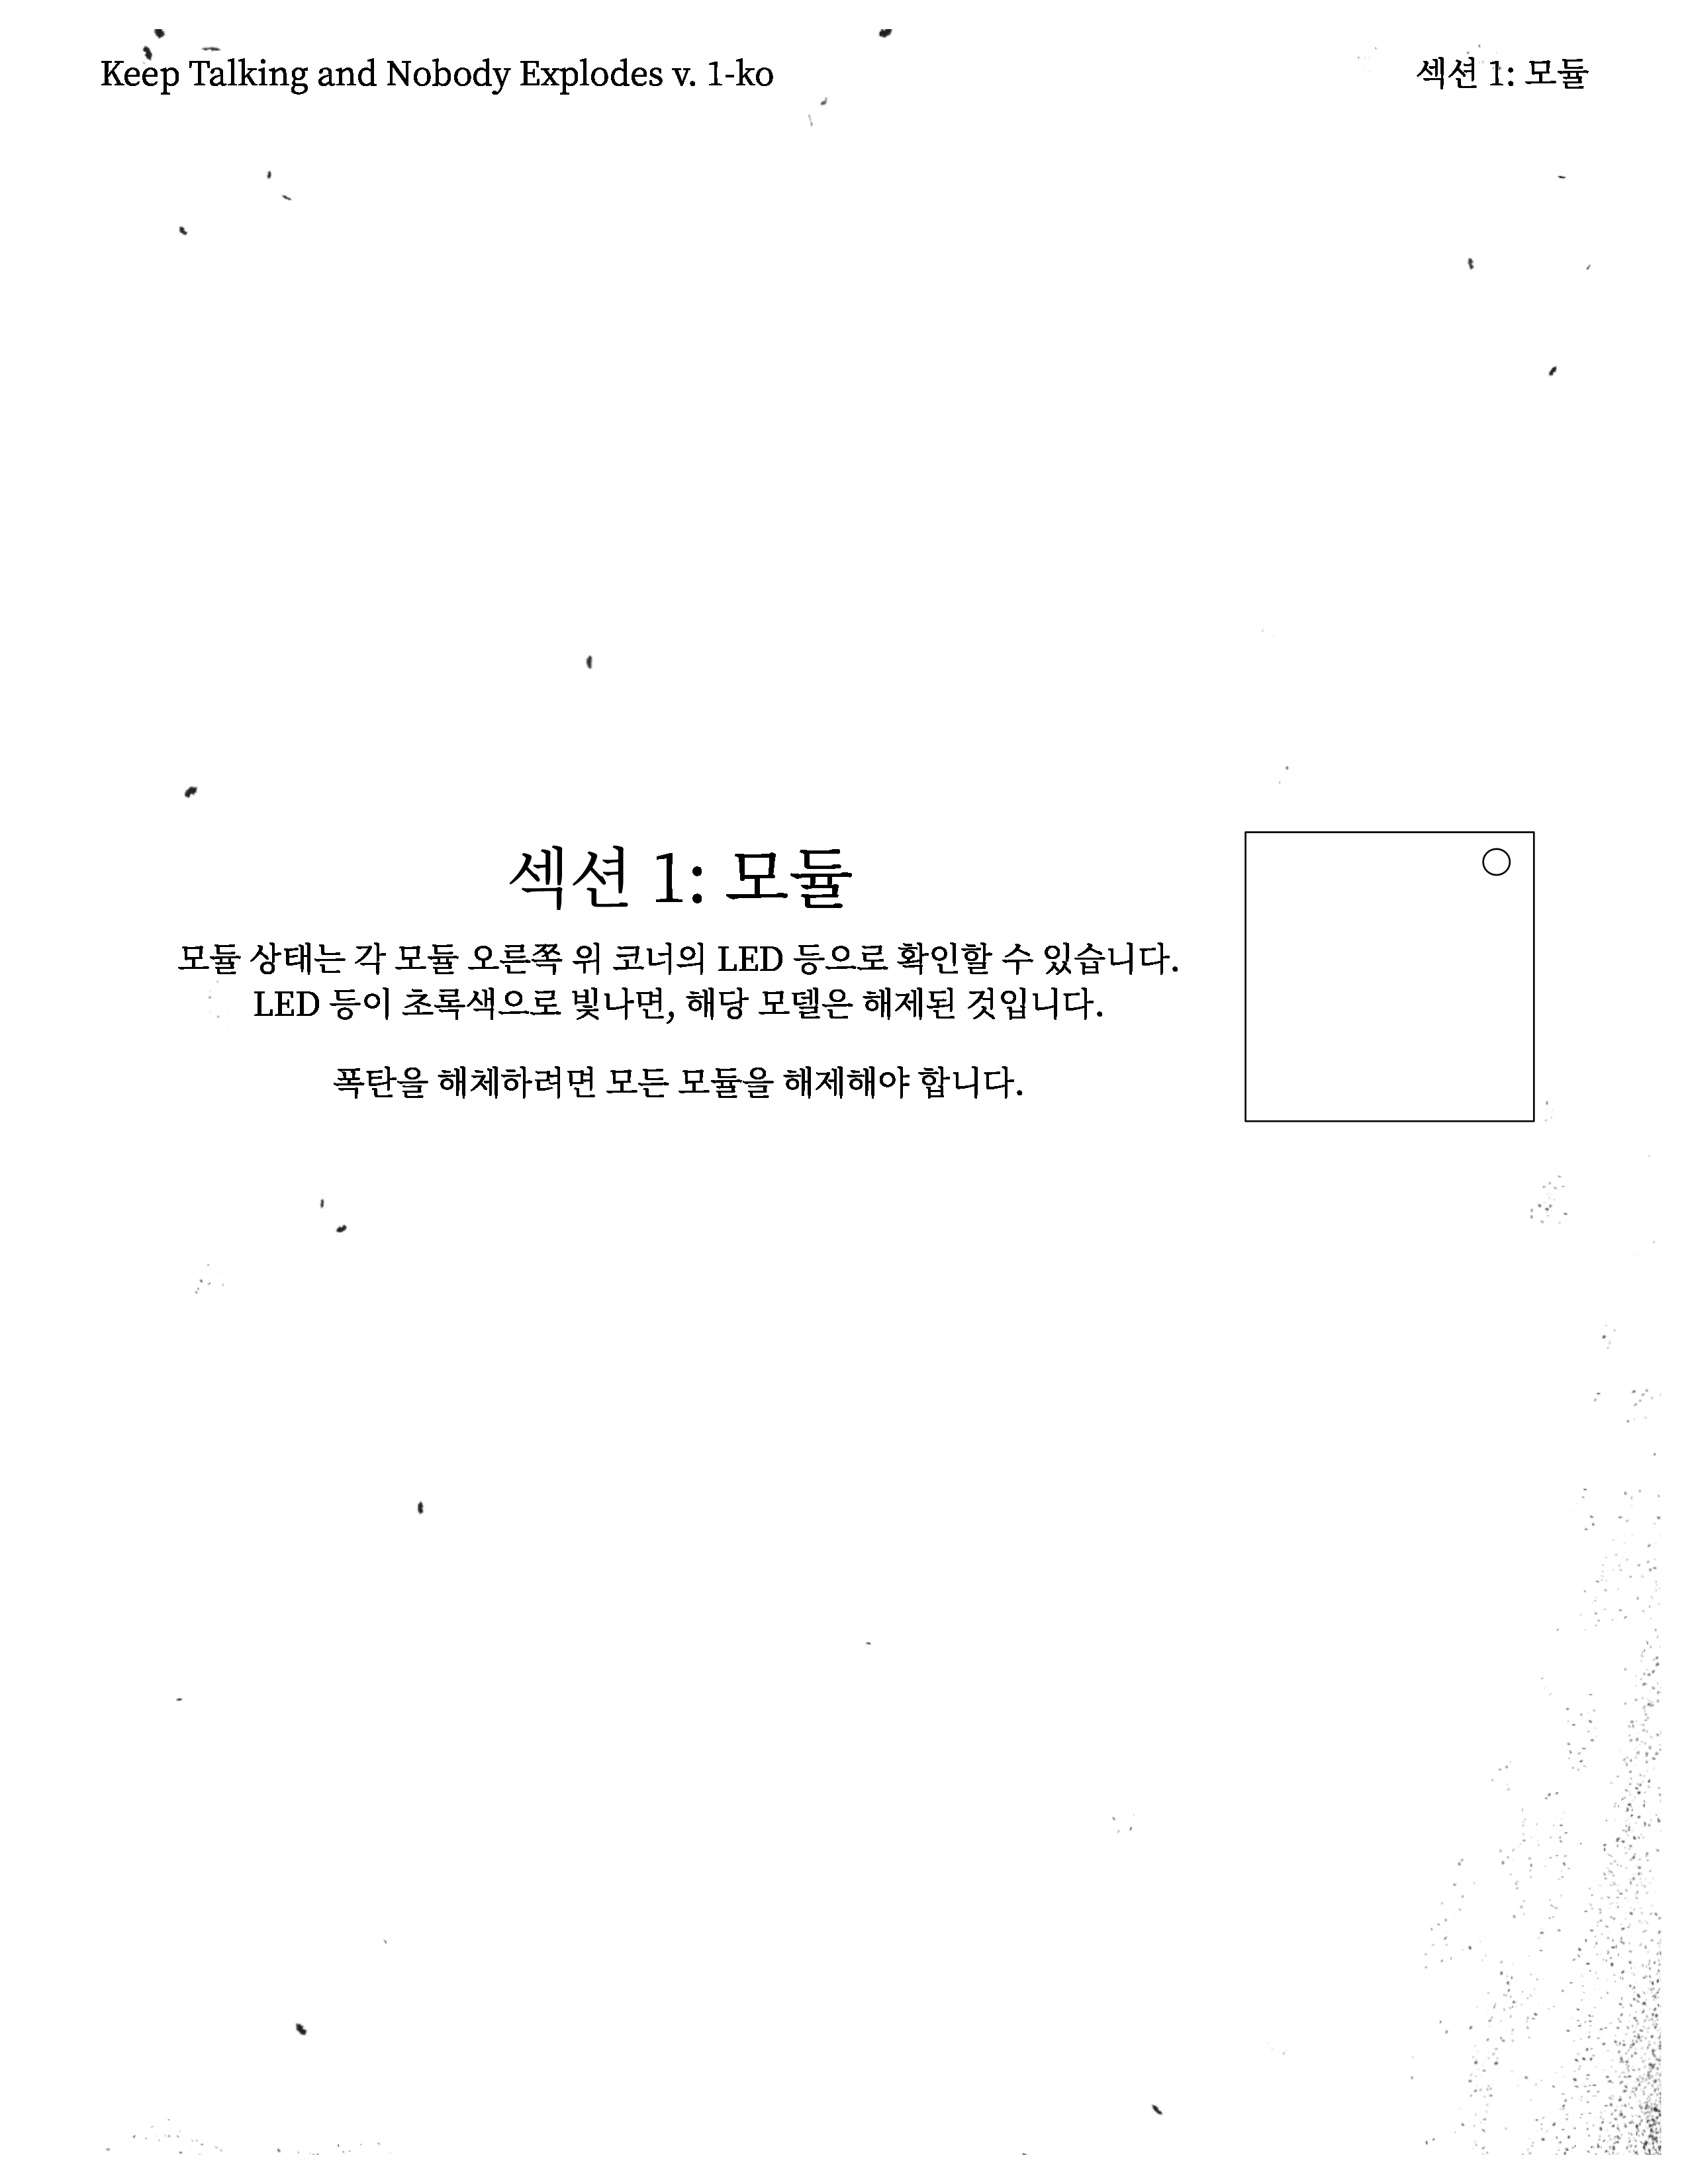 Keep Talking and Nobody Explodes v. 1-ko
섹션 1: 모듈
섹션 1: 모듈
모듈 상태는 각 모듈 오른쪽 위 코너의 LED 등으로 확인할 수 있습니다.
LED 등이 초록색으로 빛나면, 해당 모델은 해제된 것입니다.
폭탄을 해체하려면 모든 모듈을 해제해야 합니다.